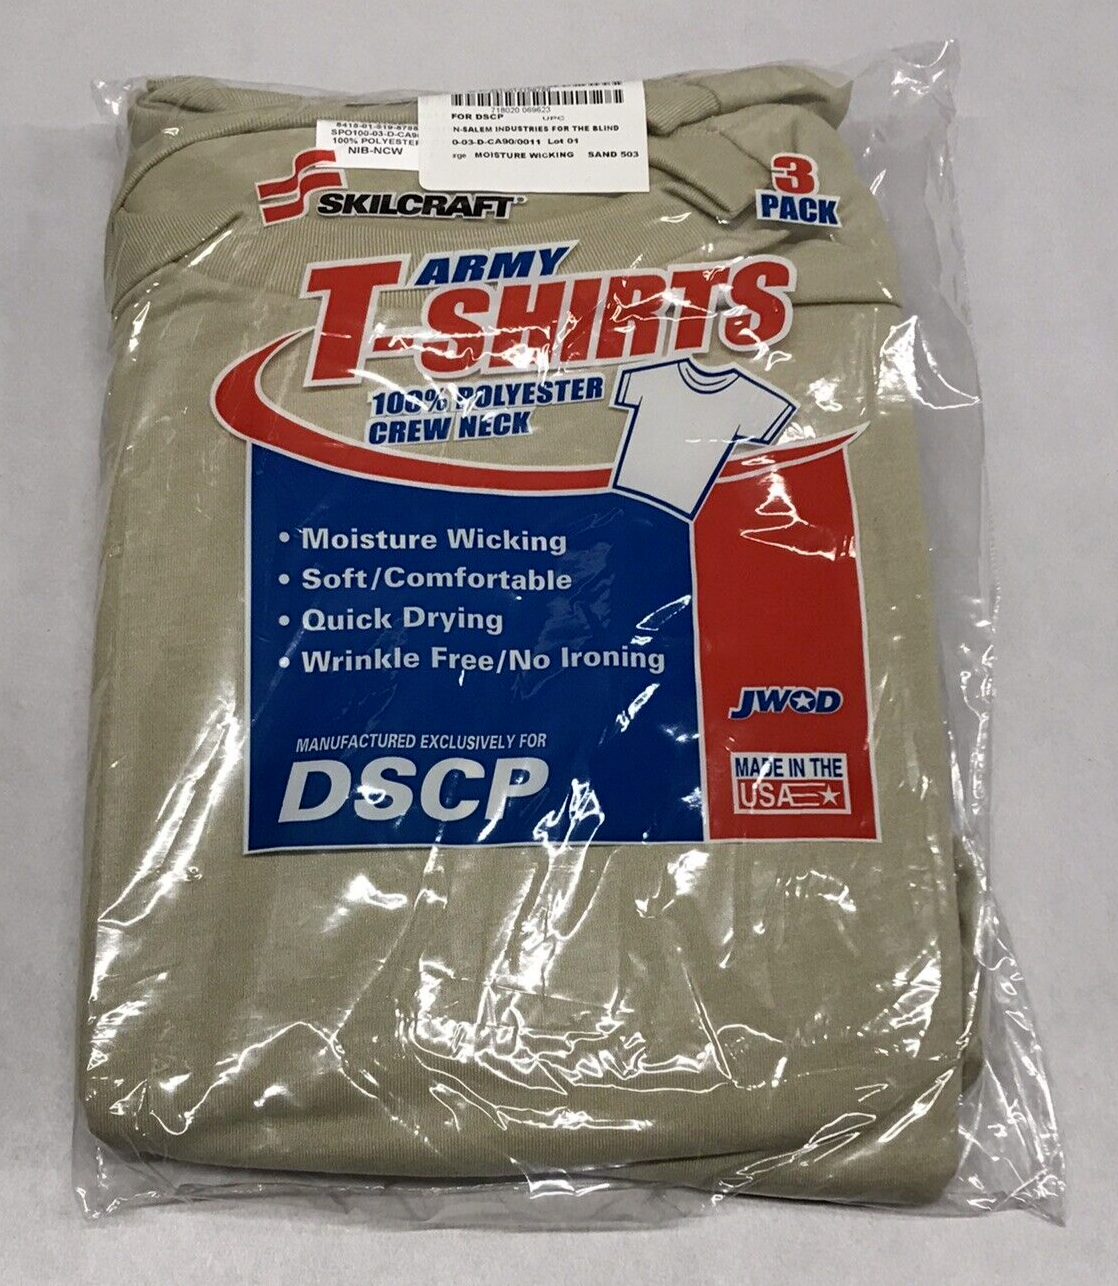 718020 069623
FOR DSCP UPC
N-SALEM INDUSTRIES FOR THE BLIND
0-03-D-CA90/0011 Lot 01
rge MOISTURE WICKING SAND 503
8415-01-519-8788
SPO100-03-D-CA9
100% POLYESTER
NIB-NCW
SKILCRAFT®
3
PACK
ARMY
T-SHIRTS
100% POLYESTER
CREW NECK
• Moisture Wicking
• Soft/Comfortable
• Quick Drying
• Wrinkle Free/No Ironing
MANUFACTURED EXCLUSIVELY FOR
DSCP
JWOD
MADE IN THE
USA